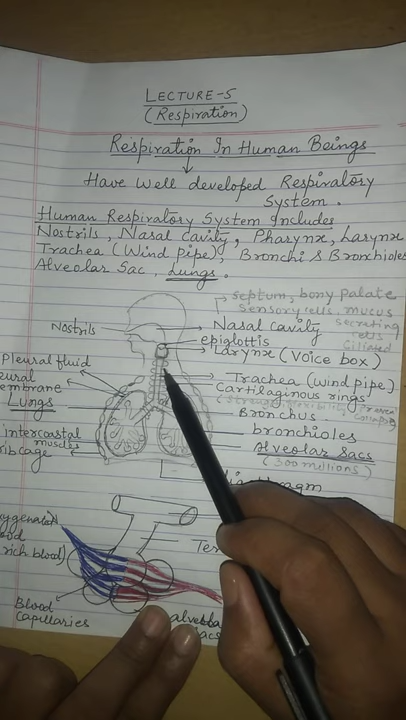 LECTURE-5
(Respiration)
Respiration In Human Beings
Have well developed Respiratory
System.
Human Respiratory System Includes
Nostrils, Nasal Cavity, Pharynx, Larynx
Trachea (Wind pipe), Bronchi & Bronchioles
Alveolar Sac, Lungs.
septum, bony palate
Sensory cells, mucus
secreting
cells
Ciliated
Nostrils
Nasal cavity
epiglottis
Larynx (Voice box)
Pleural fluid
Trachea (wind pipe)
Cartilaginous rings
Lungs
Bronchus
bronchioles
intercostal
muscles
Alveolar Sacs
(300 millions)
rich blood)
Blood
Capillaries